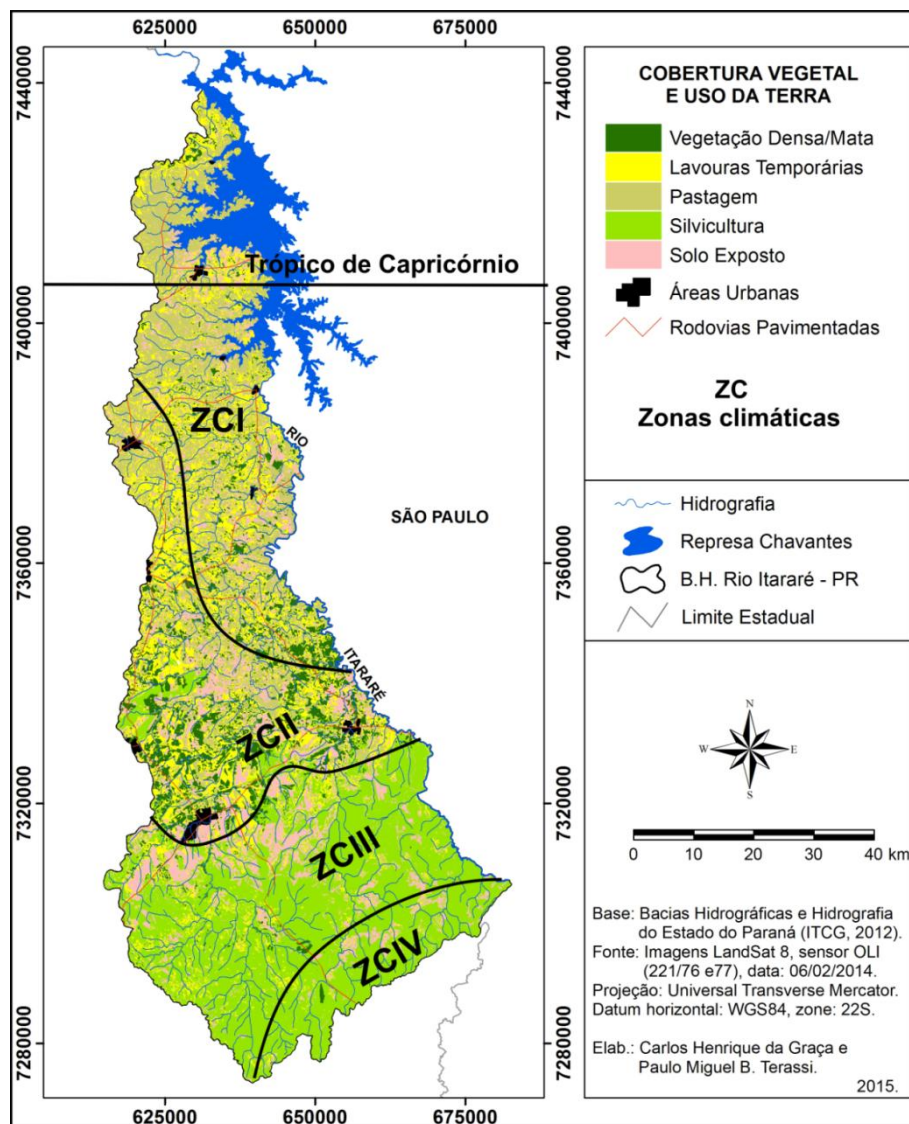 625000 650000 675000
7440000
7400000
7360000
7320000
7280000
7440000
7400000
7360000
7320000
7280000
625000 650000 675000
Trópico de Capricórnio
ZCI
RIO
SÃO PAULO
ITARARÉ
ZCII
ZCIII
ZCIV
COBERTURA VEGETAL
E USO DA TERRA
Vegetação Densa/Mata
Lavouras Temporárias
Pastagem
Silvicultura
Solo Exposto
Áreas Urbanas
Rodovias Pavimentadas
ZC
Zonas climáticas
Hidrografia
Represa Chavantes
B.H. Rio Itararé - PR
Limite Estadual
N
W E
S
0 10 20 30 40 km
Base: Bacias Hidrográficas e Hidrografia
do Estado do Paraná (ITCG, 2012).
Fonte: Imagens LandSat 8, sensor OLI
(221/76 e77), data: 06/02/2014.
Projeção: Universal Transverse Mercator.
Datum horizontal: WGS84, zone: 22S.
Elab.: Carlos Henrique da Graça e
Paulo Miguel B. Terassi.
2015.